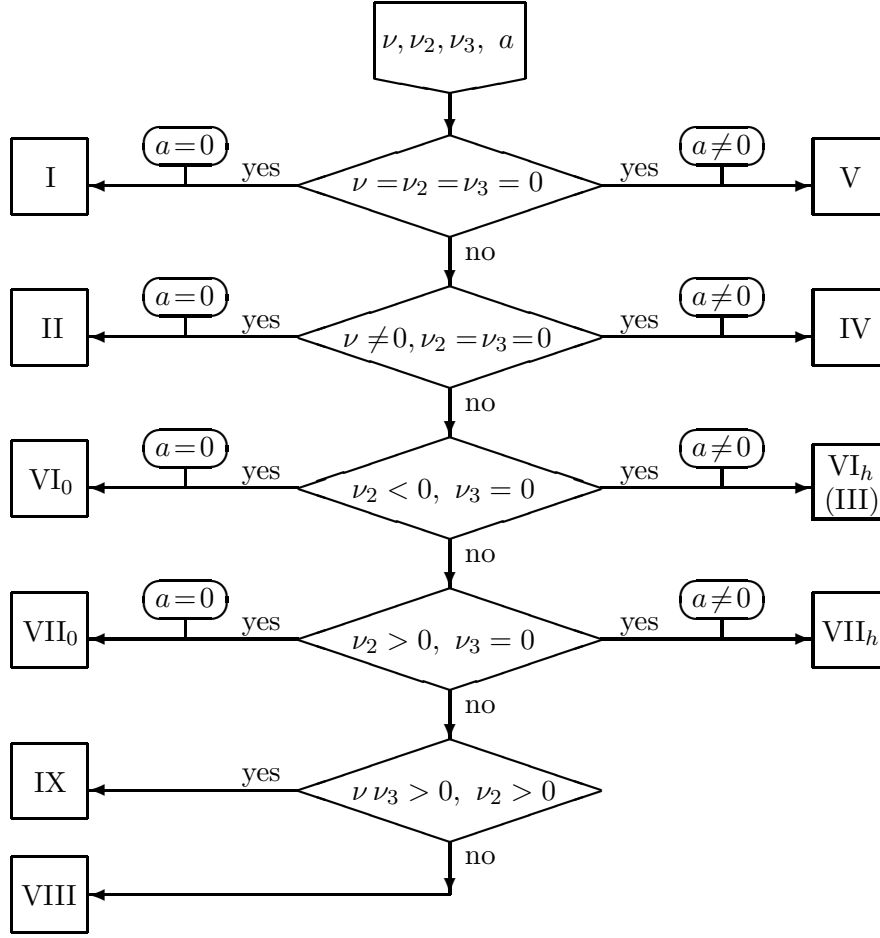 ν, ν₂, ν₃, a
a = 0
a ≠ 0
I
yes
ν = ν₂ = ν₃ = 0
yes
V
no
a = 0
a ≠ 0
II
yes
ν ≠ 0, ν₂ = ν₃ = 0
yes
IV
no
a = 0
a ≠ 0
VI₀
yes
ν₂ < 0, ν₃ = 0
yes
VIₕ
(III)
no
a = 0
a ≠ 0
VII₀
yes
ν₂ > 0, ν₃ = 0
yes
VIIₕ
no
IX
yes
ν ν₃ > 0, ν₂ > 0
no
VIII